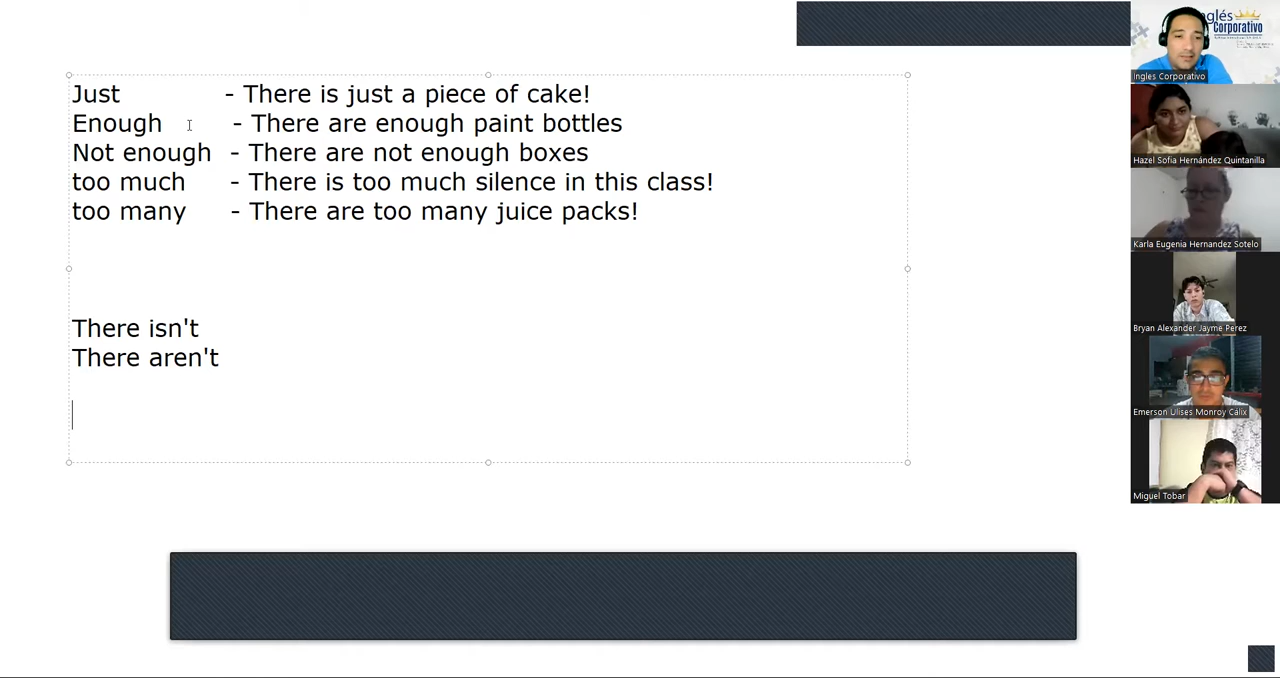 Just - There is just a piece of cake!
Enough - There are enough paint bottles
Not enough - There are not enough boxes
too much - There is too much silence in this class!
too many - There are too many juice packs!
There isn't
There aren't
Inglés
Corporativo
Ingles Corporativo
Hazel Sofia Hernández Quintanilla
Karla Eugenia Hernandez Sotelo
Bryan Alexander Jayme Perez
Emerson Ulises Monroy Cálix
Miguel Tobar